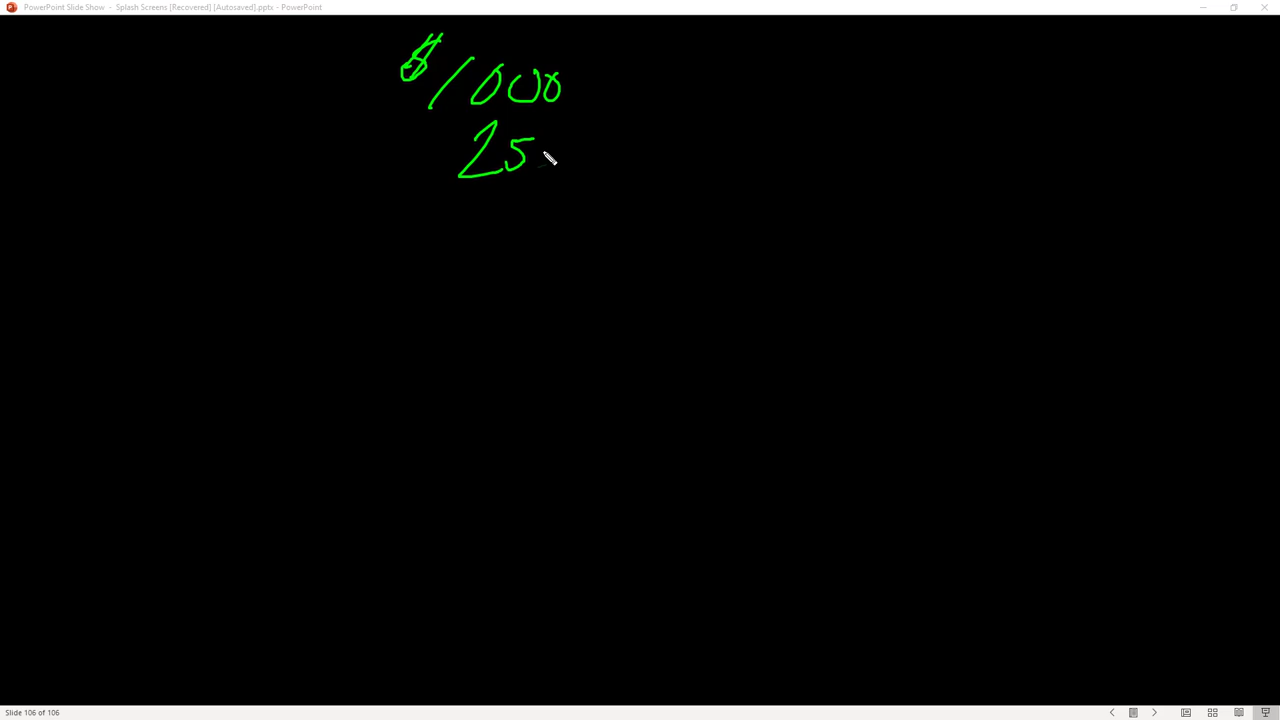 PowerPoint Slide Show - Splash Screens [Recovered] [Autosaved].pptx - PowerPoint
$1000
25
Slide 106 of 106